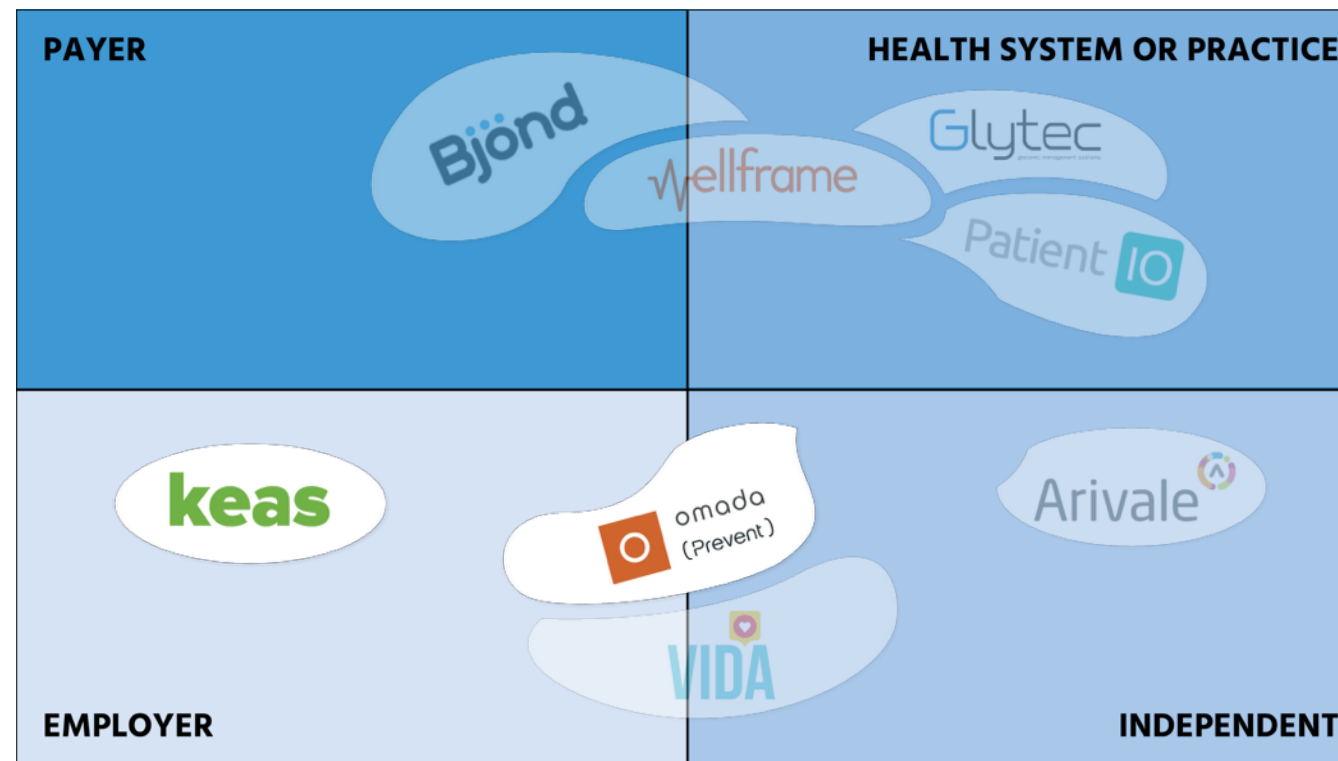 PAYER
HEALTH SYSTEM OR PRACTICE
Bjönd
Wellframe
Glytec
Patient IO
keas
omada
(Prevent)
Arivale
VIDA
EMPLOYER
INDEPENDENT